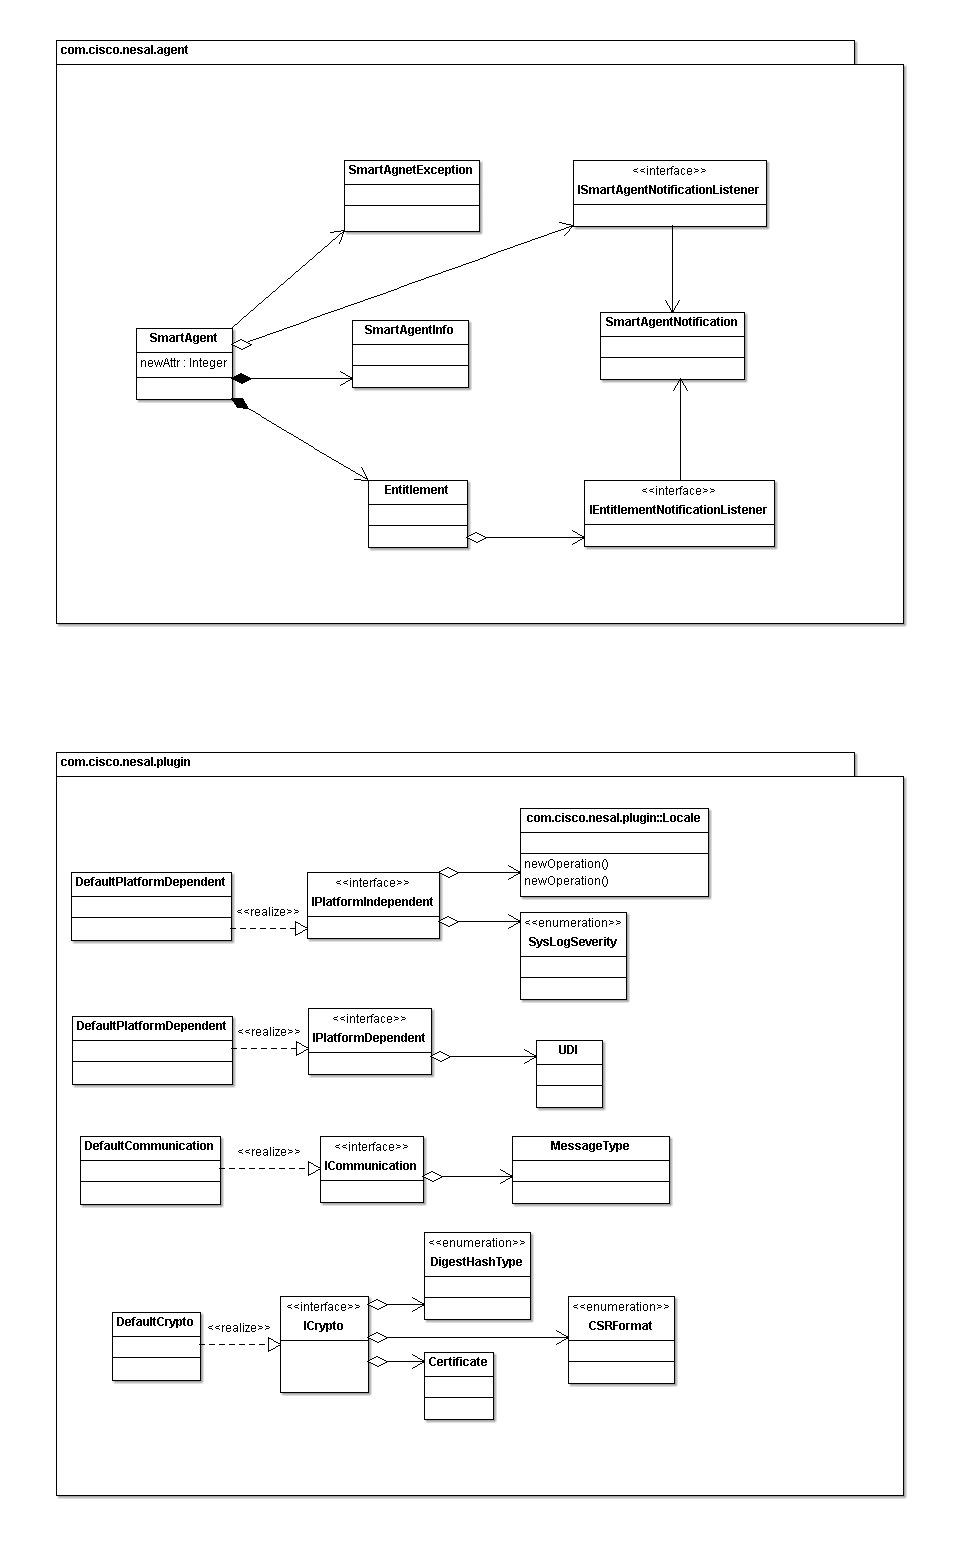 com.cisco.nesal.agent
SmartAgnetException
<<interface>>
ISmartAgentNotificationListener
SmartAgent
newAttr : Integer
SmartAgentInfo
SmartAgentNotification
Entitlement
<<interface>>
IEntitlementNotificationListener
com.cisco.nesal.plugin
com.cisco.nesal.plugin::Locale
newOperation()
newOperation()
DefaultPlatformDependent
<<realize>>
<<interface>>
IPlatformIndependent
<<enumeration>>
SysLogSeverity
DefaultPlatformDependent
<<realize>>
<<interface>>
IPlatformDependent
UDI
DefaultCommunication
<<realize>>
<<interface>>
ICommunication
MessageType
<<enumeration>>
DigestHashType
DefaultCrypto
<<realize>>
<<interface>>
ICrypto
<<enumeration>>
CSRFormat
Certificate